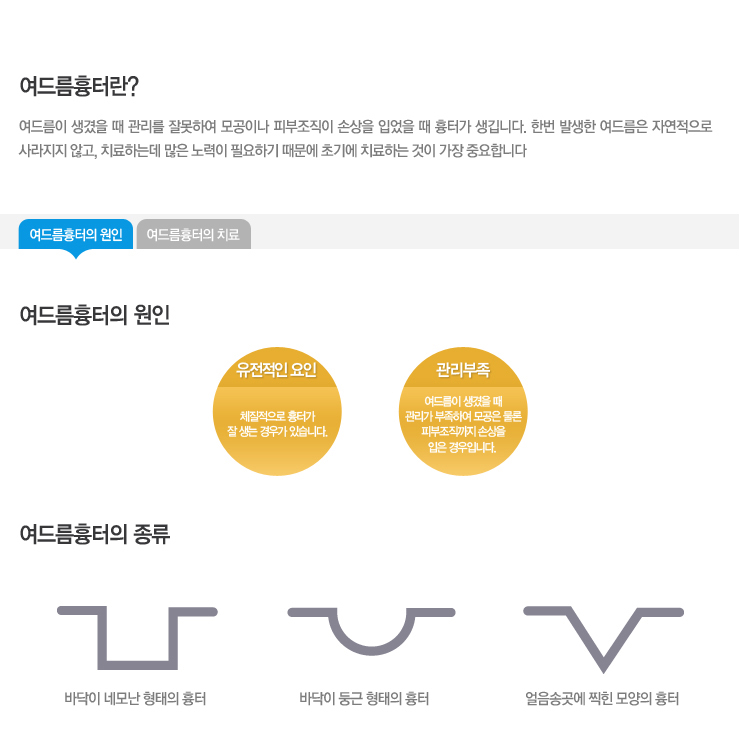 여드름흉터란?
여드름이 생겼을 때 관리를 잘못하여 모공이나 피부조직이 손상을 입었을 때 흉터가 생깁니다. 한번 발생한 여드름은 자연적으로
사라지지 않고, 치료하는데 많은 노력이 필요하기 때문에 초기에 치료하는 것이 가장 중요합니다
여드름흉터의 원인 여드름흉터의 치료
여드름흉터의 원인
유전적인 요인
체질적으로 흉터가
잘 생는 경우가 있습니다.
관리부족
여드름이 생겼을 때
관리가 부족하여 모공은 물론
피부조직까지 손상을
입은 경우입니다.
여드름흉터의 종류
바닥이 네모난 형태의 흉터
바닥이 둥근 형태의 흉터
얼음송곳에 찍힌 모양의 흉터